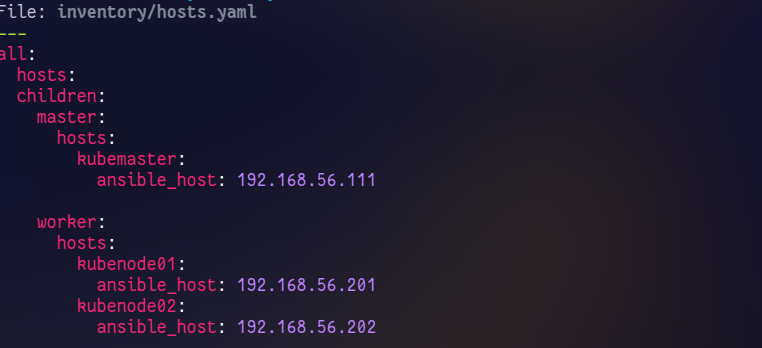 File: inventory/hosts.yaml
---
all:
  hosts:
  children:
    master:
      hosts:
        kubemaster:
          ansible_host: 192.168.56.111

    worker:
      hosts:
        kubenode01:
          ansible_host: 192.168.56.201
        kubenode02:
          ansible_host: 192.168.56.202